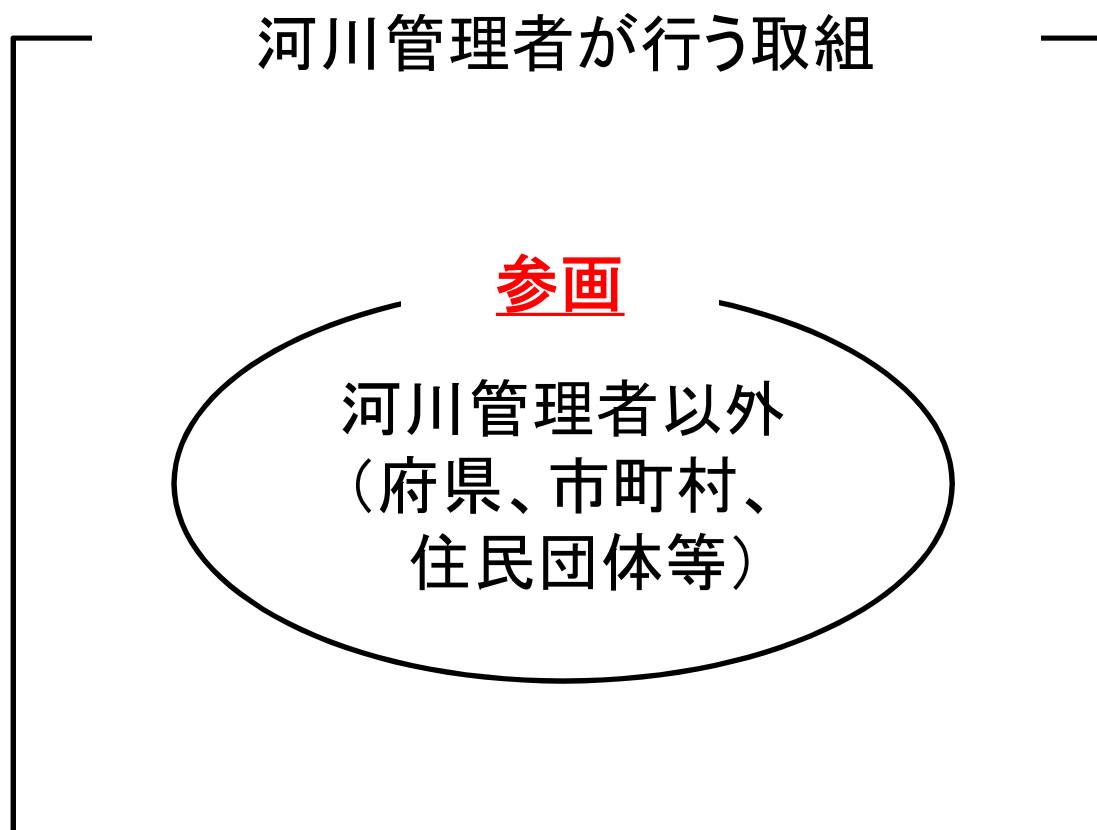 河川管理者が行う取組
参画
河川管理者以外
（府県、市町村、
住民団体等）